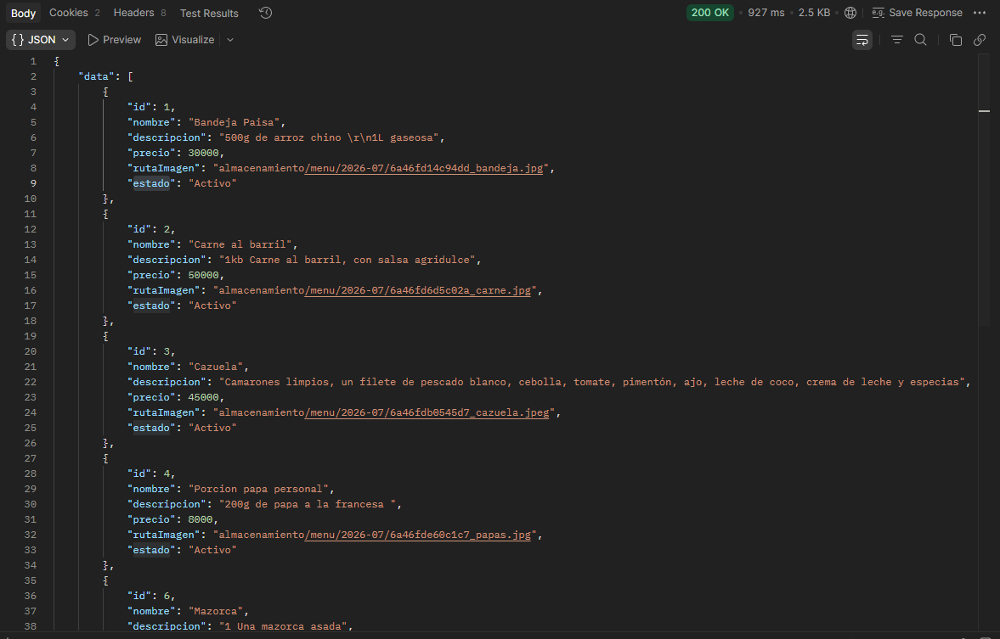 Body Cookies 2 Headers 8 Test Results 200 OK • 927 ms • 2.5 KB • e.g. Save Response
{} JSON Preview Visualize
1 {
2 "data": [
3 {
4 "id": 1,
5 "nombre": "Bandeja Paisa",
6 "descripcion": "500g de arroz chino \r\n1L gaseosa",
7 "precio": 30000,
8 "rutaImagen": "almacenamiento/menu/2026-07/6a46fd14c94dd_bandeja.jpg",
9 "estado": "Activo"
10 },
11 {
12 "id": 2,
13 "nombre": "Carne al barril",
14 "descripcion": "1kb Carne al barril, con salsa agridulce",
15 "precio": 50000,
16 "rutaImagen": "almacenamiento/menu/2026-07/6a46fd6d5c02a_carne.jpg",
17 "estado": "Activo"
18 },
19 {
20 "id": 3,
21 "nombre": "Cazuela",
22 "descripcion": "Camarones limpios, un filete de pescado blanco, cebolla, tomate, pimentón, ajo, leche de coco, crema de leche y especias",
23 "precio": 45000,
24 "rutaImagen": "almacenamiento/menu/2026-07/6a46fdb0545d7_cazuela.jpeg",
25 "estado": "Activo"
26 },
27 {
28 "id": 4,
29 "nombre": "Porcion papa personal",
30 "descripcion": "200g de papa a la francesa ",
31 "precio": 8000,
32 "rutaImagen": "almacenamiento/menu/2026-07/6a46fde60c1c7_papas.jpg",
33 "estado": "Activo"
34 },
35 {
36 "id": 6,
37 "nombre": "Mazorca",
38 "descripcion": "1 Una mazorca asada",